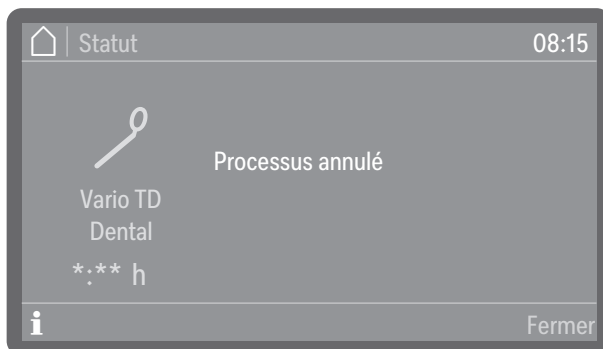 Statut 08:15
Processus annulé
Vario TD
Dental
*:** h
i Fermer